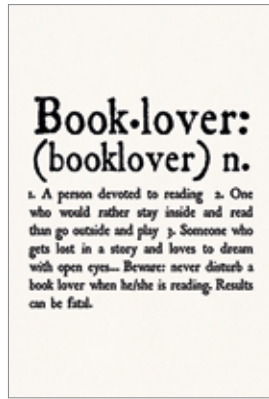 Book•lover:
(booklover) n.
1. A person devoted to reading 2. One
who would rather stay inside and read
than go outside and play 3. Someone who
gets lost in a story and loves to dream
with open eyes... Beware: never disturb a
book lover when he/she is reading. Results
can be fatal.